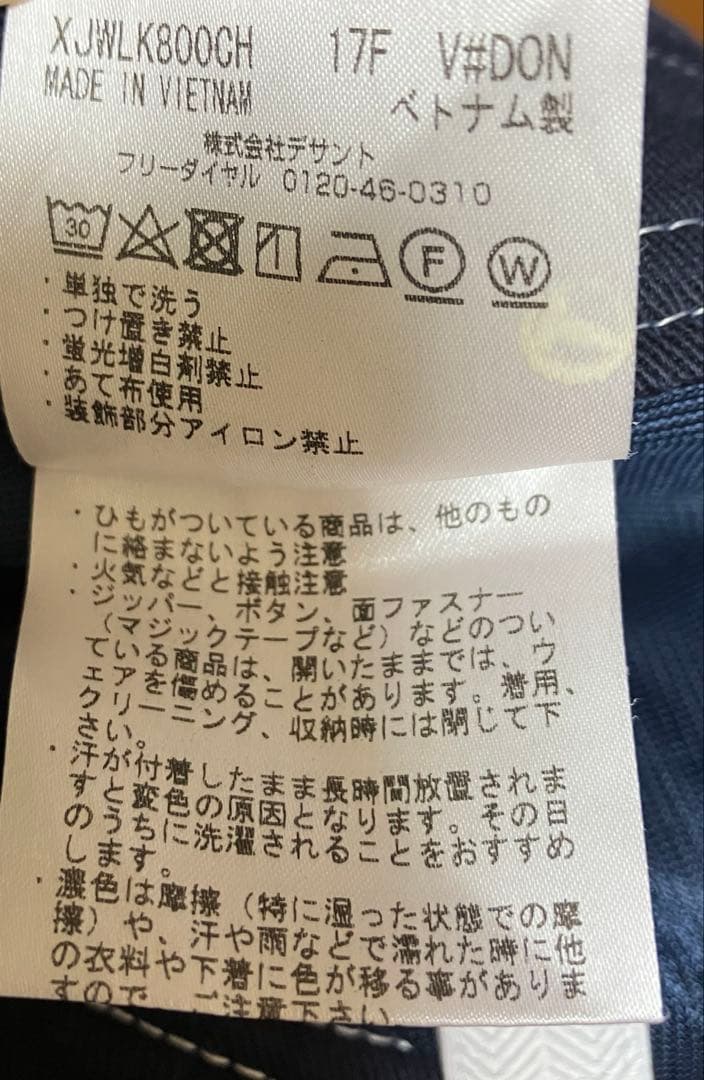 XJWLK800CH 17F V#DON
MADE IN VIETNAM ベトナム製
株式会社デサント
フリーダイヤル 0120-46-0310
30 F W
・単独で洗う
・つけ置き禁止
・蛍光増白剤禁止
・あて布使用
・装飾部分アイロン禁止
・ひもがついている商品は、他のもの
に絡まないよう注意
・火気などと接触注意
・ジッパー、ボタン、面ファスナー
(マジックテープなど)などのつい
ている商品は、開いたままでは、ウ
ェアを傷めることがあります。着用、
クリーニング、収納時には閉じて下
さい。
・汗が付着したまま長時間放置されま
すと変色の原因となります。その日
のうちに洗濯されることをおすすめ
します。
・濃色は摩擦(特に湿った状態での摩
擦)や、汗や雨などで濡れた時に他
の衣料や下着に色が移る事がありま
すので、ご注意下さい。